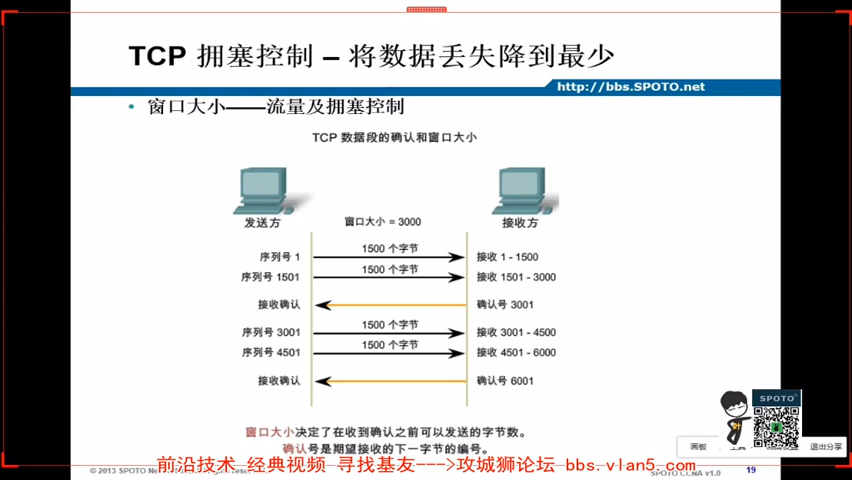 TCP 拥塞控制 – 将数据丢失降到最少
http://bbs.SPOTO.net
• 窗口大小——流量及拥塞控制
TCP 数据段的确认和窗口大小
发送方
窗口大小 = 3000
接收方
序列号 1 1500 个字节 接收 1 - 1500
序列号 1501 1500 个字节 接收 1501 - 3000
接收确认 确认号 3001
序列号 3001 1500 个字节 接收 3001 - 4500
序列号 4501 1500 个字节 接收 4501 - 6000
接收确认 确认号 6001
窗口大小决定了在收到确认之前可以发送的字节数。
确认号是期望接收的下一字节的编号。
SPOTO
画板 退出分享
前沿技术 经典视频 寻找基友--->攻城狮论坛 bbs.vlan5.com
© 2013 SPOTO SPOTO CCNA v1.0 19